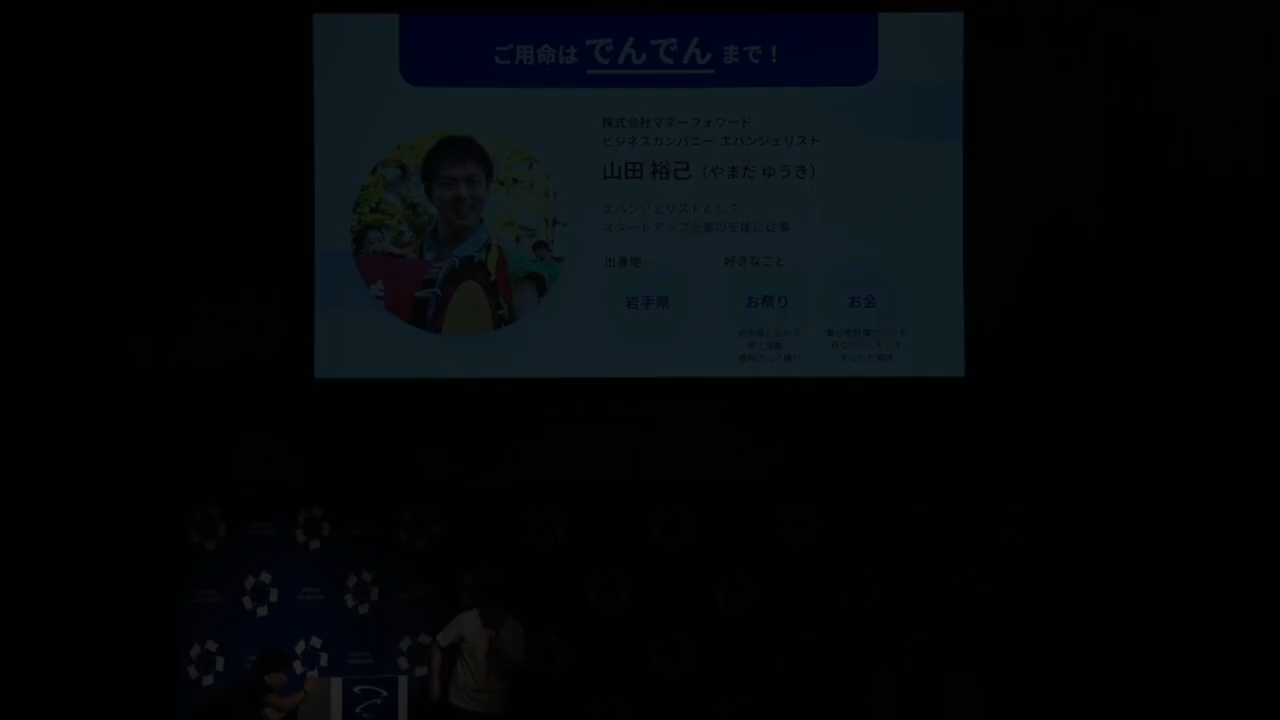 ご用命は でんでん まで！
株式会社マネーフォワード
ビジネスカンパニー エバンジェリスト
山田 裕己（やまだ ゆうき）
エバンジェリストとして
スタートアップ企業の支援に従事
出身地 好きなこと
岩手県 お祭り お金